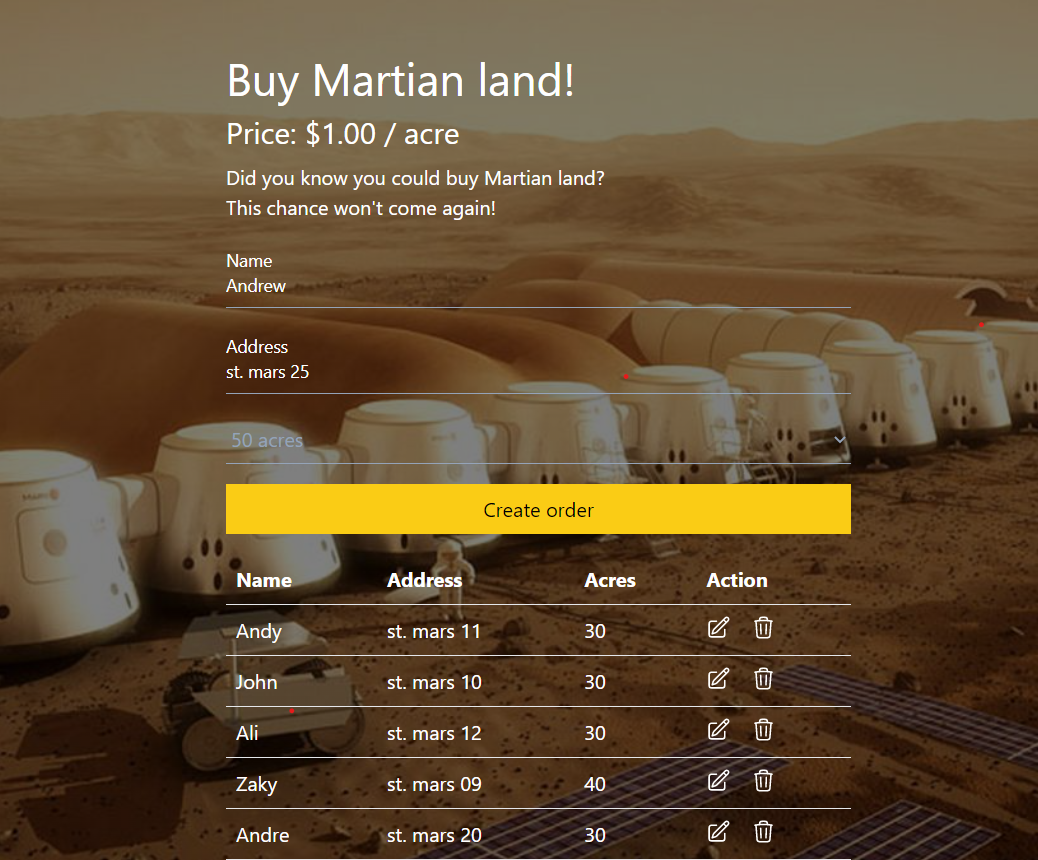 Buy Martian land!
Price: $1.00 / acre
Did you know you could buy Martian land?
This chance won't come again!
Name
Andrew
Address
st. mars 25
50 acres
Create order
Name Address Acres Action
Andy st. mars 11 30
John st. mars 10 30
Ali st. mars 12 30
Zaky st. mars 09 40
Andre st. mars 20 30